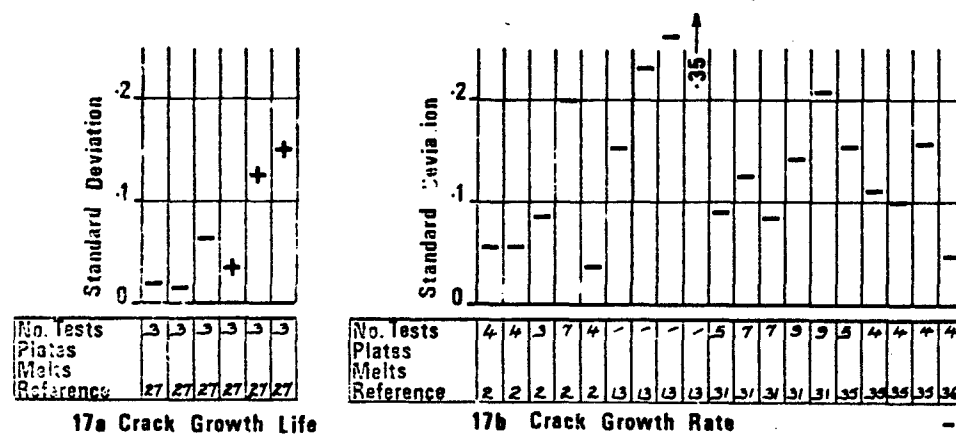 .35
.2 .2
Standard Deviation Standard Deviation
.1 .1
0 0
No. Tests 3 3 3 3 3 3 No. Tests 4 4 3 7 4 - - - - 5 7 7 9 9 5 4 4 4 4
Plates Plates
Melts Melts
Reference 27 27 27 27 27 27 Reference 2 2 2 2 2 13 13 13 13 31 31 31 31 31 35 35 35 35 36
17a Crack Growth Life 17b Crack Growth Rate